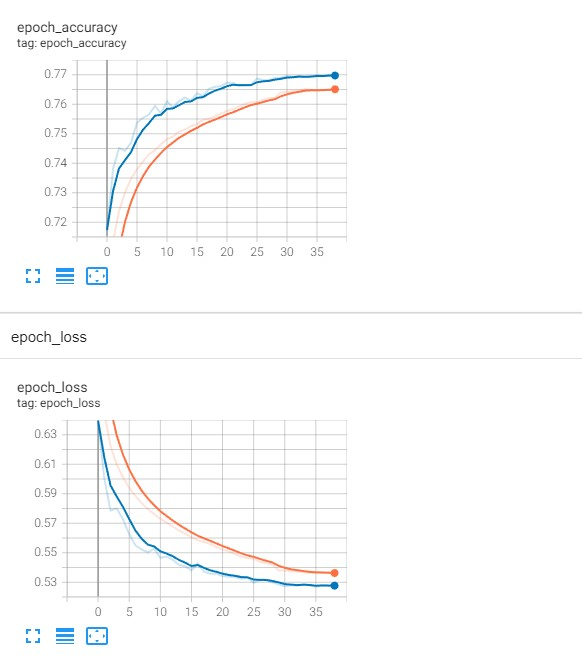 epoch_accuracy
tag: epoch_accuracy
0.77
0.76
0.75
0.74
0.73
0.72
0 5 10 15 20 25 30 35
epoch_loss
epoch_loss
tag: epoch_loss
0.63
0.61
0.59
0.57
0.55
0.53
0 5 10 15 20 25 30 35